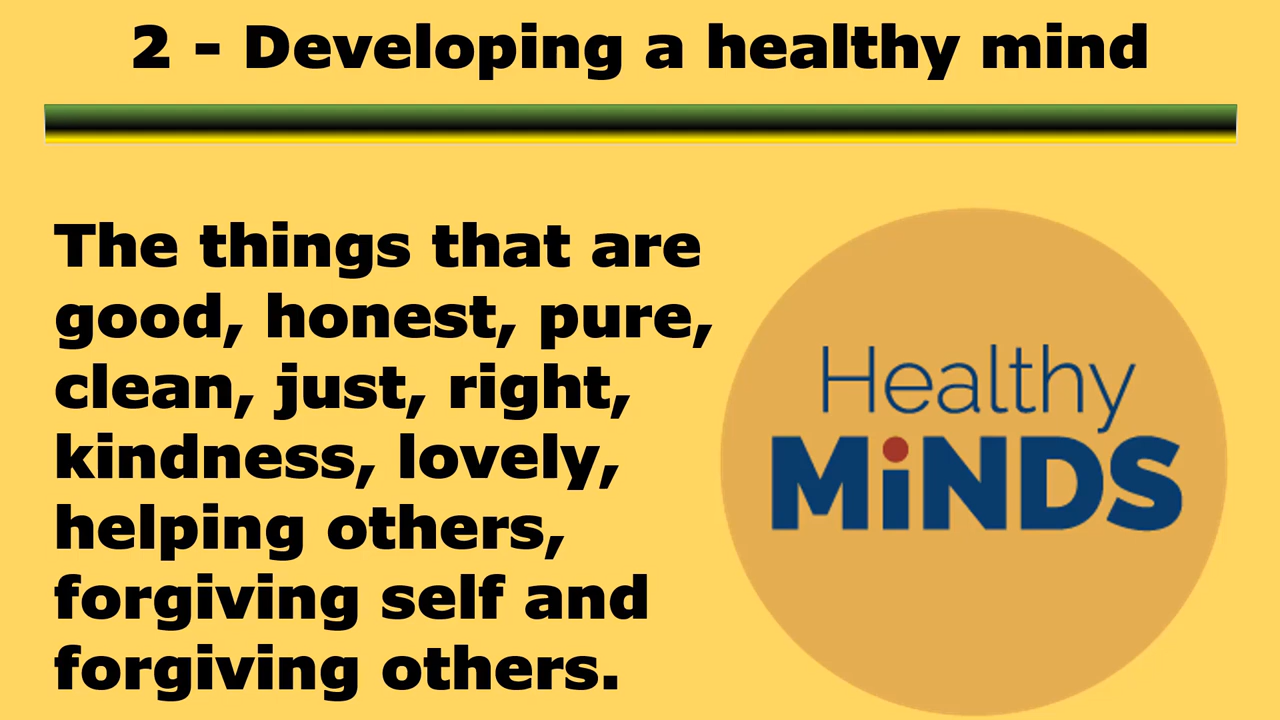 2 - Developing a healthy mind
The things that are
good, honest, pure,
clean, just, right,
kindness, lovely,
helping others,
forgiving self and
forgiving others.
Healthy
MiNDS